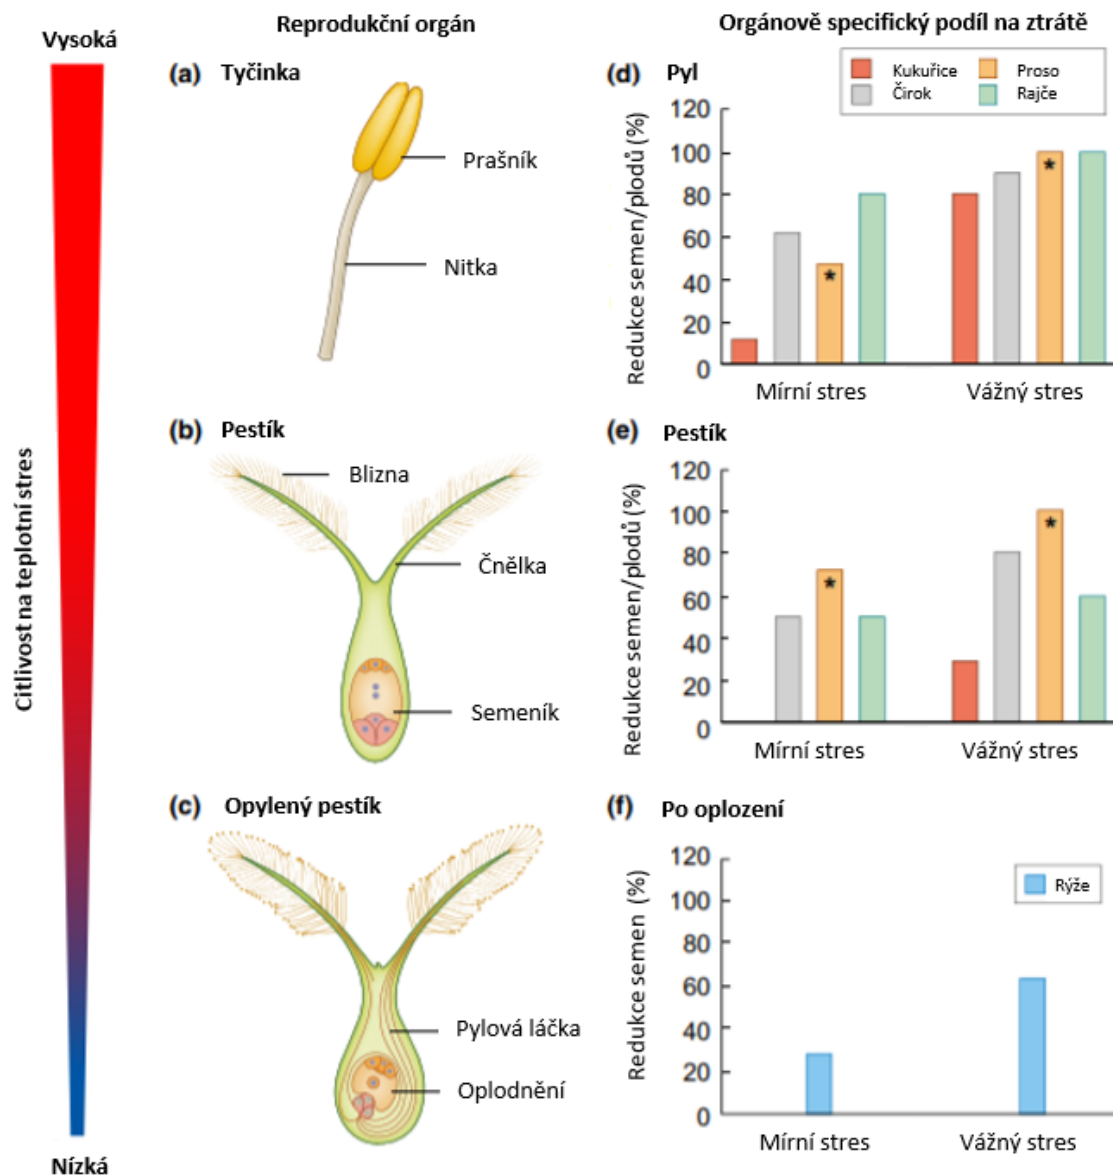 Vysoká
Reprodukční orgán
Orgánově specifický podíl na ztrátě
Citlivost na teplotní stres
Nízká
(a) Tyčinka
Prašník
Nitka
(d) Pyl
Kukuřice
Proso
Čirok
Rajče
Redukce semen/plodů (%)
120
100
80
60
40
20
0
*
*
Mírní stres
Vážný stres
(b) Pestík
Blizna
Čnělka
Semeník
(e) Pestík
Redukce semen/plodů (%)
120
100
80
60
40
20
0
*
*
Mírní stres
Vážný stres
(c) Opylený pestík
Pylová láčka
Oplodnění
(f) Po oplození
Rýže
Redukce semen (%)
120
100
80
60
40
20
0
Mírní stres
Vážný stres